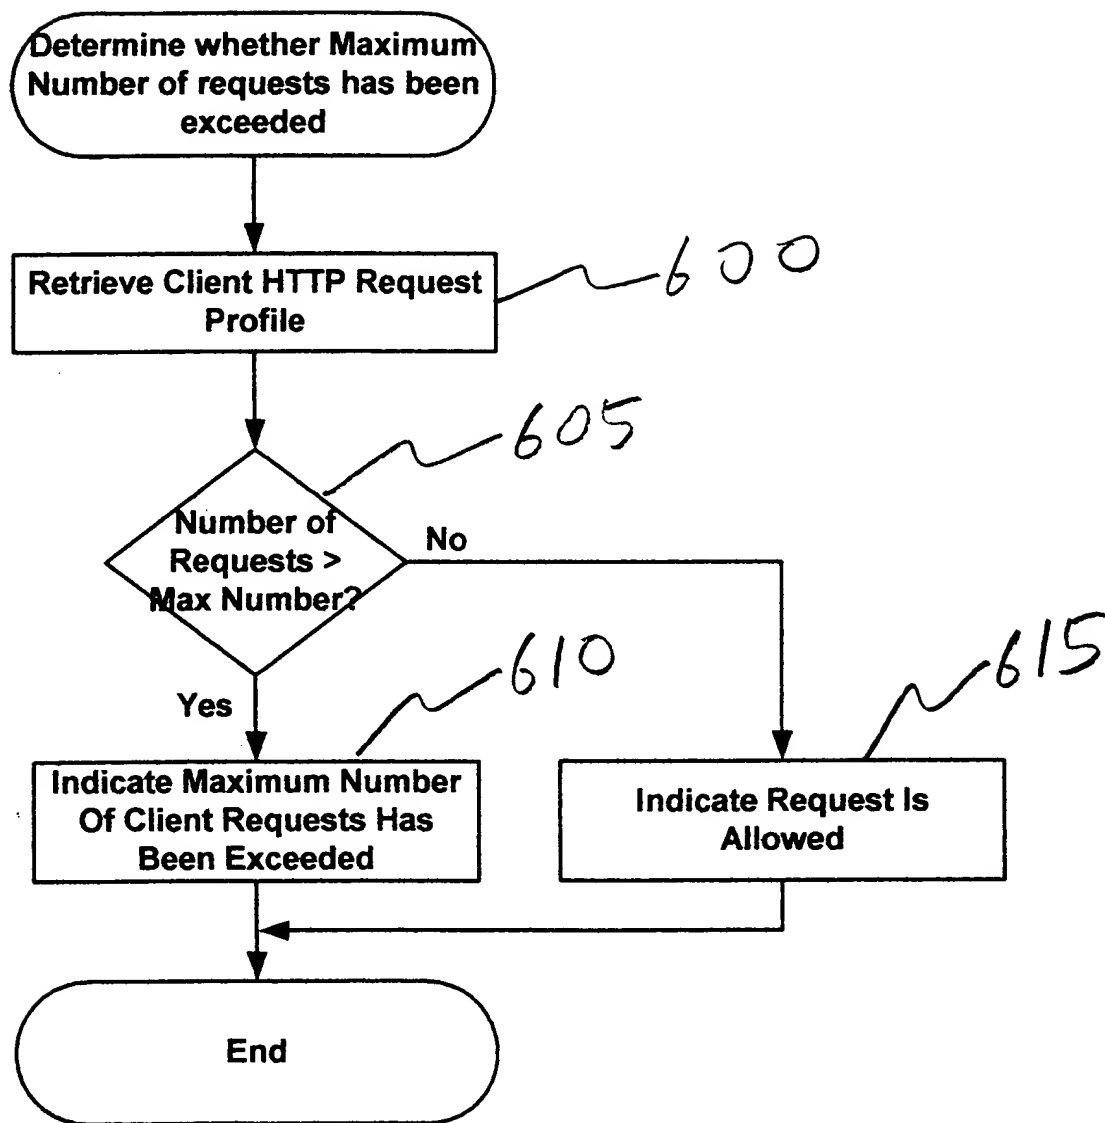 Determine whether Maximum
Number of requests has been
exceeded
Retrieve Client HTTP Request
Profile
600
605
Number of
Requests >
Max Number?
No
Yes
610
615
Indicate Maximum Number
Of Client Requests Has
Been Exceeded
Indicate Request Is
Allowed
End